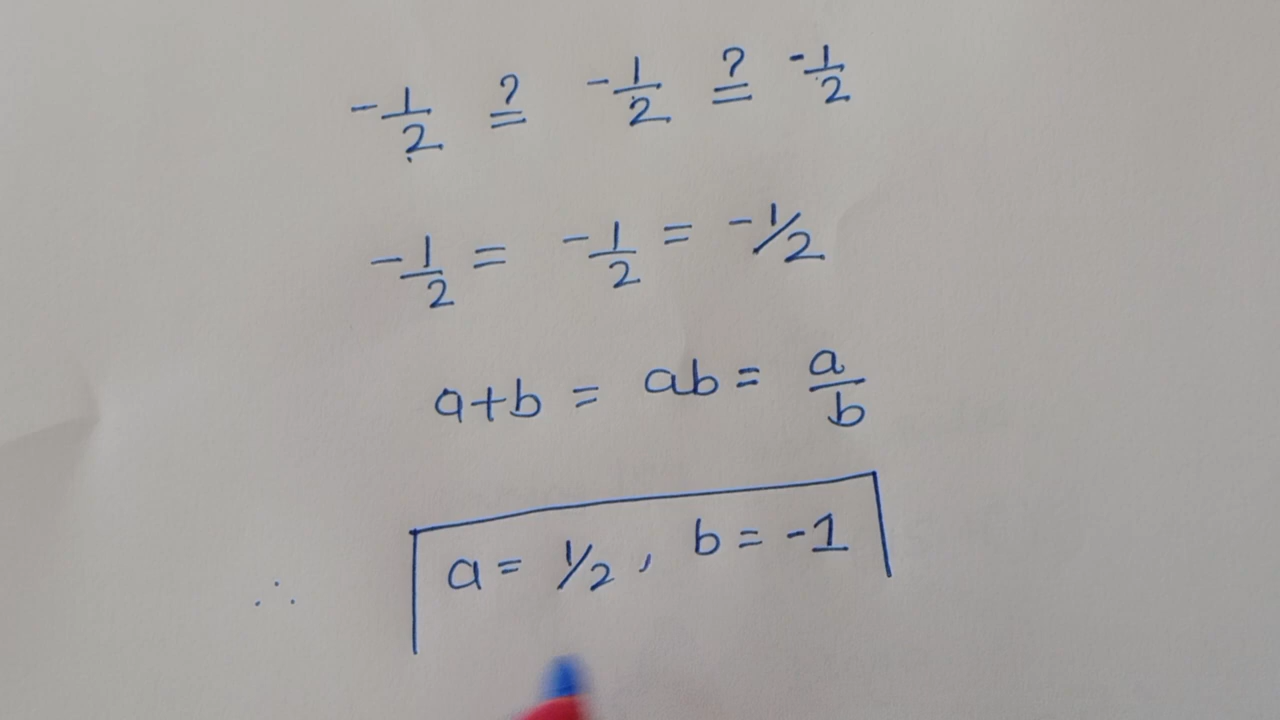 -1/2 ?= -1/2 ?= -1/2
-1/2 = -1/2 = -1/2
a+b = ab = a/b
∴ a = 1/2, b = -1